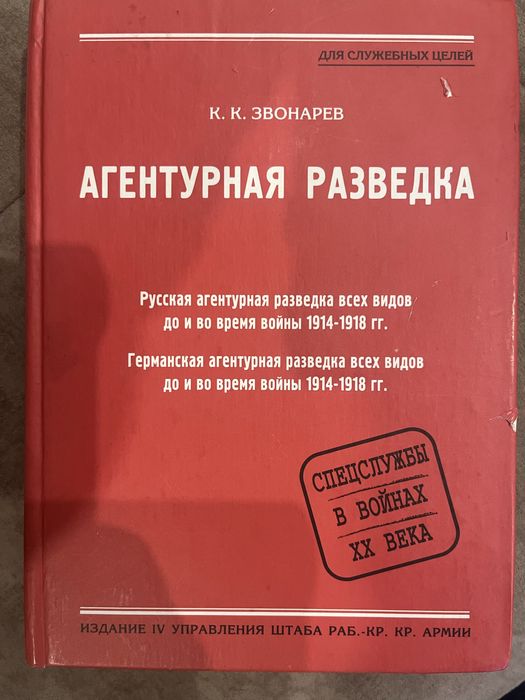 ДЛЯ СЛУЖЕБНЫХ ЦЕЛЕЙ
К. К. ЗВОНАРЕВ
АГЕНТУРНАЯ РАЗВЕДКА
Русская агентурная разведка всех видов
до и во время войны 1914-1918 гг.
Германская агентурная разведка всех видов
до и во время войны 1914-1918 гг.
СПЕЦСЛУЖБЫ
В ВОЙНАХ
XX ВЕКА
ИЗДАНИЕ IV УПРАВЛЕНИЯ ШТАБА РАБ.-КР. КР. АРМИИ